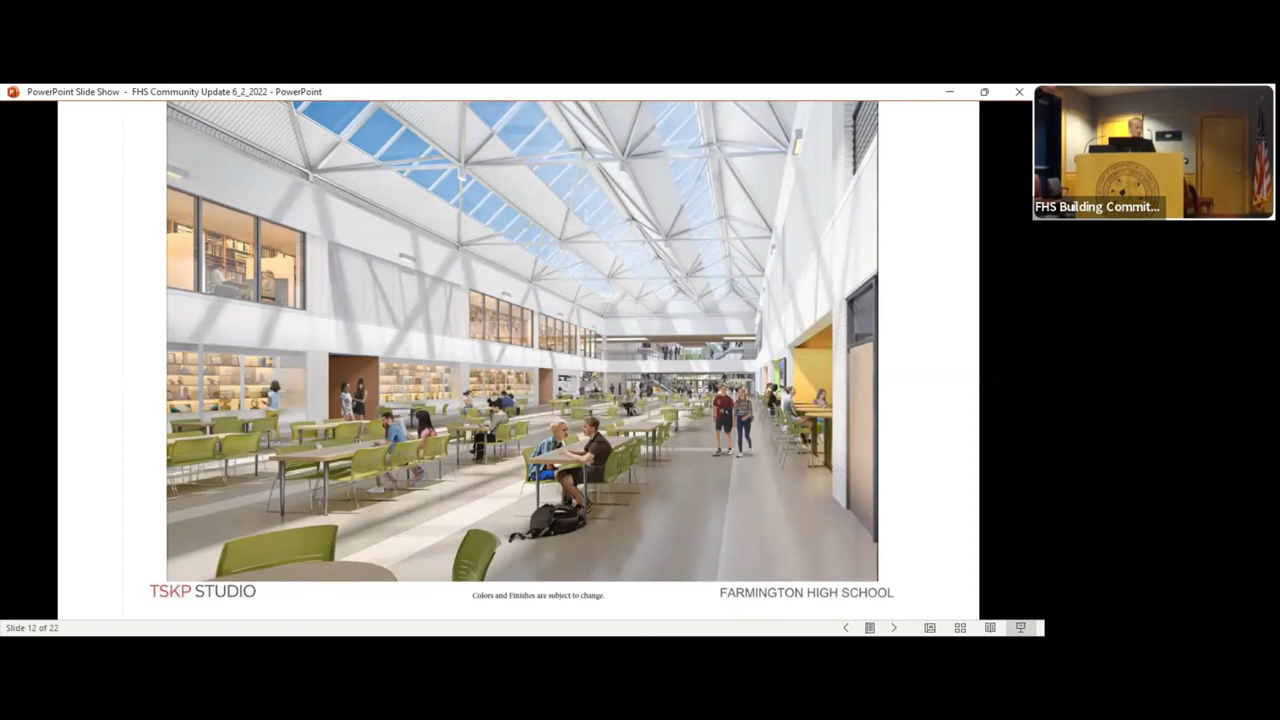 PowerPoint Slide Show - FHS Community Update 6_2_2022 - PowerPoint
FHS Building Commit...
TSKP STUDIO
Colors and Finishes are subject to change.
FARMINGTON HIGH SCHOOL
Slide 12 of 22